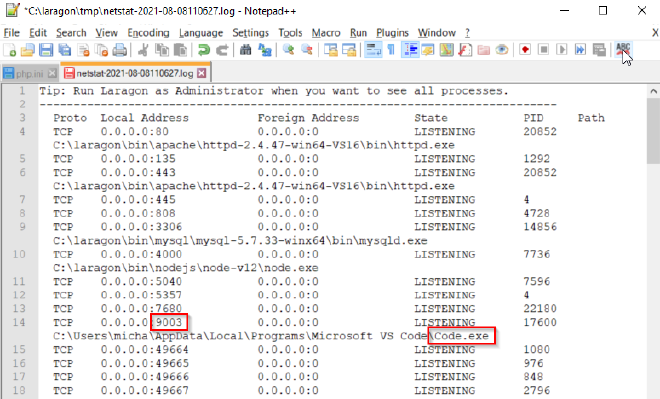 *C:\laragon\tmp\netstat-2021-08-08110627.log - Notepad++
File Edit Search View Encoding Language Settings Tools Macro Run Plugins Window ? X
php.ini netstat-2021-08-08110627.log
1 Tip: Run Laragon as Administrator when you want to see all processes.
2 ----------------------------------------------------------------------
3 Proto Local Address Foreign Address State PID Path
4 TCP 0.0.0.0:80 0.0.0.0:0 LISTENING 20852
C:\laragon\bin\apache\httpd-2.4.47-win64-VS16\bin\httpd.exe
5 TCP 0.0.0.0:135 0.0.0.0:0 LISTENING 1292
6 TCP 0.0.0.0:443 0.0.0.0:0 LISTENING 20852
C:\laragon\bin\apache\httpd-2.4.47-win64-VS16\bin\httpd.exe
7 TCP 0.0.0.0:445 0.0.0.0:0 LISTENING 4
8 TCP 0.0.0.0:808 0.0.0.0:0 LISTENING 4728
9 TCP 0.0.0.0:3306 0.0.0.0:0 LISTENING 14856
C:\laragon\bin\mysql\mysql-5.7.33-winx64\bin\mysqld.exe
10 TCP 0.0.0.0:4000 0.0.0.0:0 LISTENING 7736
C:\laragon\bin\nodejs\node-v12\node.exe
11 TCP 0.0.0.0:5040 0.0.0.0:0 LISTENING 7596
12 TCP 0.0.0.0:5357 0.0.0.0:0 LISTENING 4
13 TCP 0.0.0.0:7680 0.0.0.0:0 LISTENING 22180
14 TCP 0.0.0.0:9003 0.0.0.0:0 LISTENING 17600
C:\Users\micha\AppData\Local\Programs\Microsoft VS Code\Code.exe
15 TCP 0.0.0.0:49664 0.0.0.0:0 LISTENING 1080
16 TCP 0.0.0.0:49665 0.0.0.0:0 LISTENING 976
17 TCP 0.0.0.0:49666 0.0.0.0:0 LISTENING 848
18 TCP 0.0.0.0:49667 0.0.0.0:0 LISTENING 2796